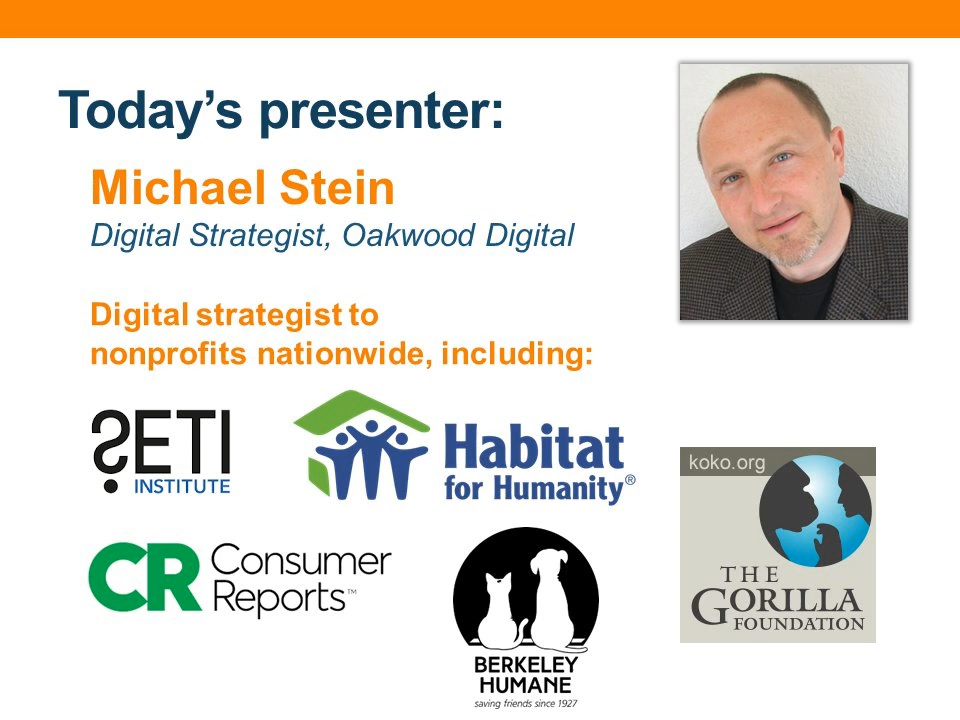 Today’s presenter:
Michael Stein
Digital Strategist, Oakwood Digital
Digital strategist to
nonprofits nationwide, including:
SETI
INSTITUTE
Habitat
for Humanity®
koko.org
THE
GORILLA
FOUNDATION
CR Consumer
Reports™
BERKELEY
HUMANE
saving friends since 1927